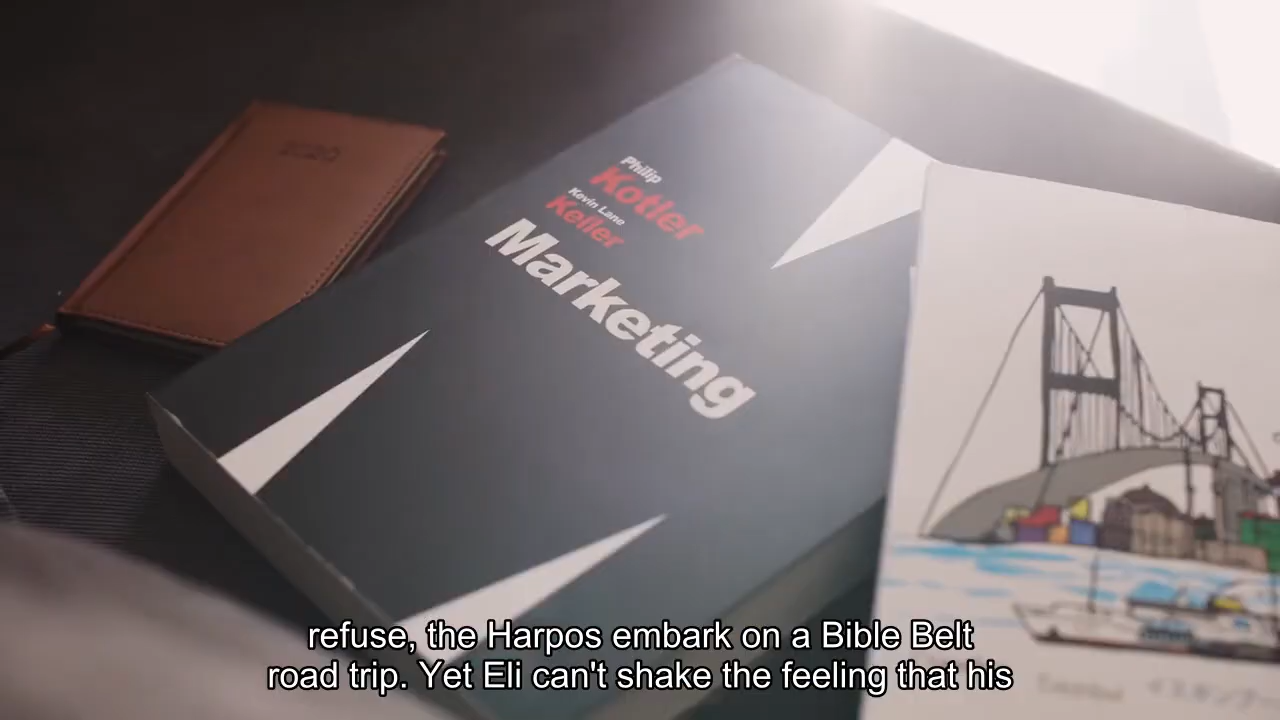 Philip
Kotler
Kevin Lane
Keller
Marketing
refuse, the Harpos embark on a Bible Belt
road trip. Yet Eli can't shake the feeling that his